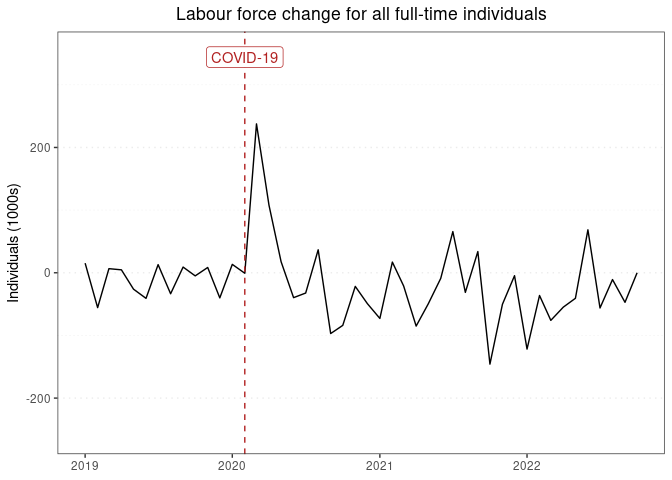 Labour force change for all full-time individuals
COVID-19
Individuals (1000s)
200
0
-200
2019 2020 2021 2022